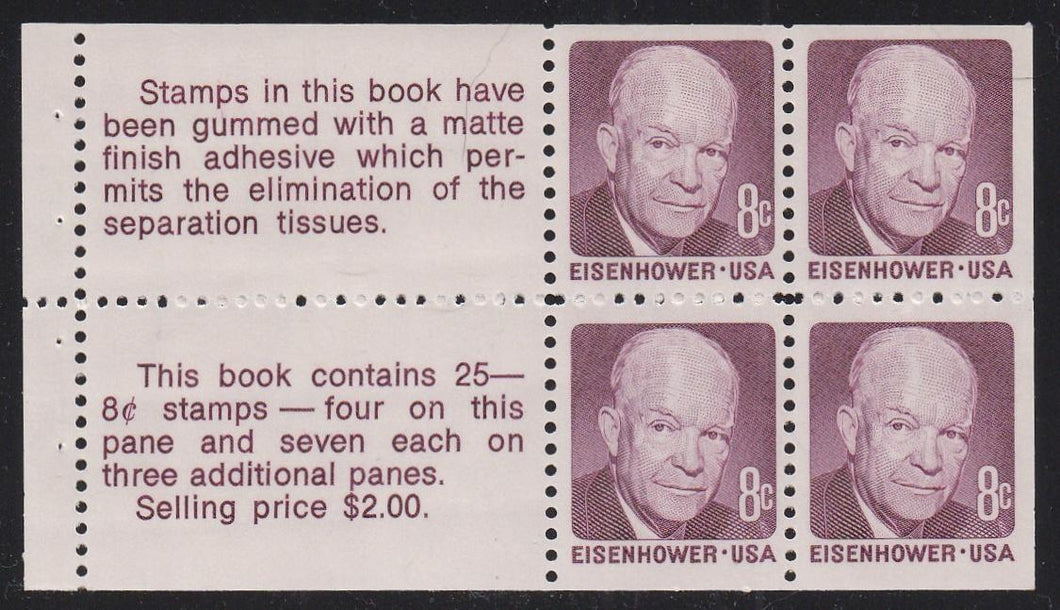 Stamps in this book have
been gummed with a matte
finish adhesive which per-
mits the elimination of the
separation tissues.
8c
EISENHOWER·USA
8c
EISENHOWER·USA
This book contains 25—
8¢ stamps — four on this
pane and seven each on
three additional panes.
Selling price $2.00.
8c
EISENHOWER·USA
8c
EISENHOWER·USA